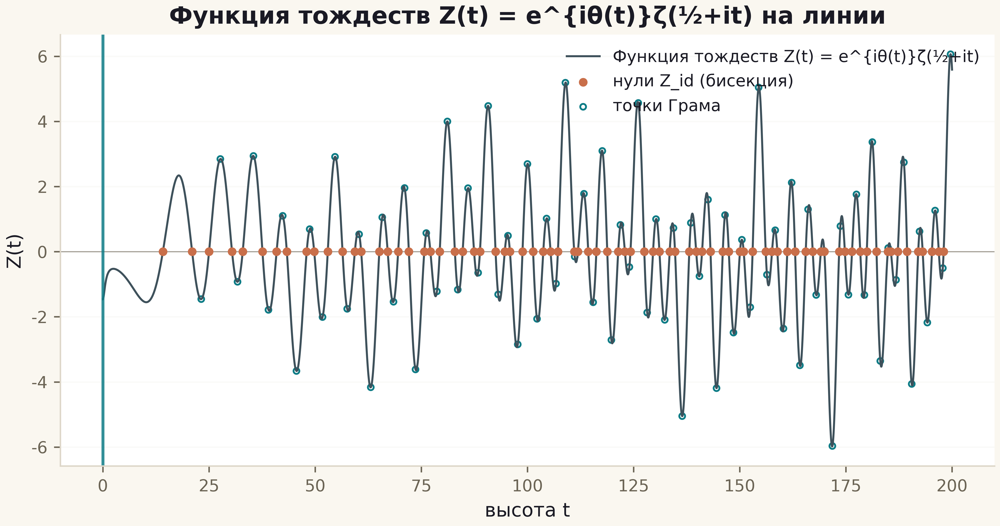 Функция тождеств Z(t) = e^{iθ(t)}ζ(½+it) на линии
Функция тождеств Z(t) = e^{iθ(t)}ζ(½+it)
нули Z_id (бисекция)
точки Грама
Z(t)
6
4
2
0
-2
-4
-6
0 25 50 75 100 125 150 175 200
высота t